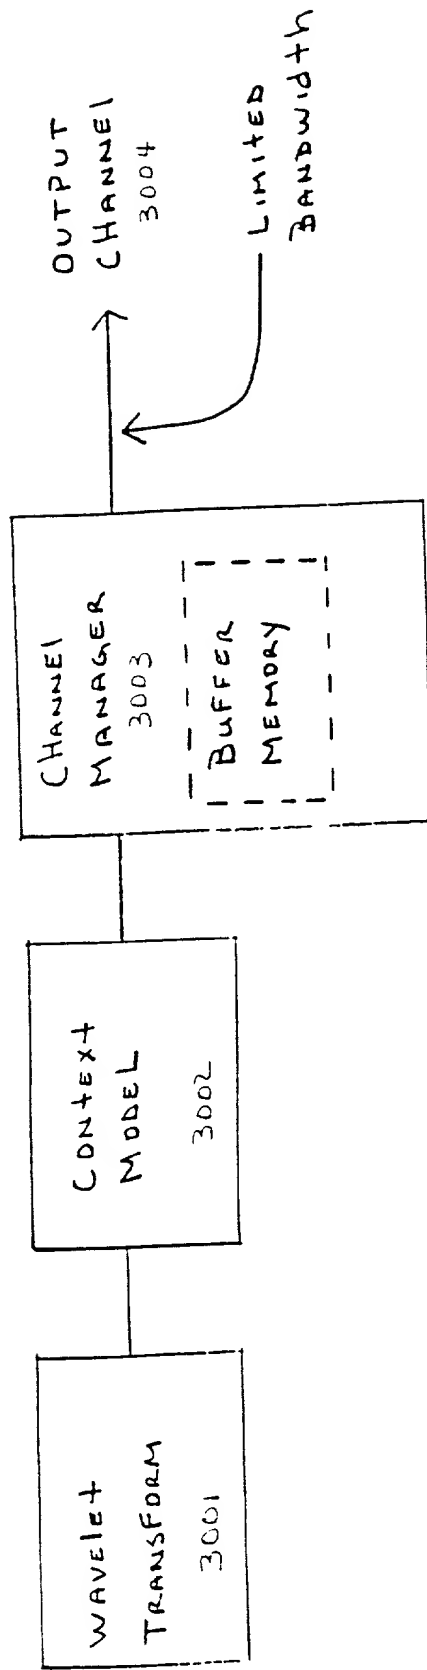 WAVElEt
TRANSFORM
3001
CONtEXt
MODEL
3002
CHANNEl
MANAGER
3003
BUFFER
MEMORY
OUTPUT
CHANNEl
3004
LIMItED
BANDWIdth